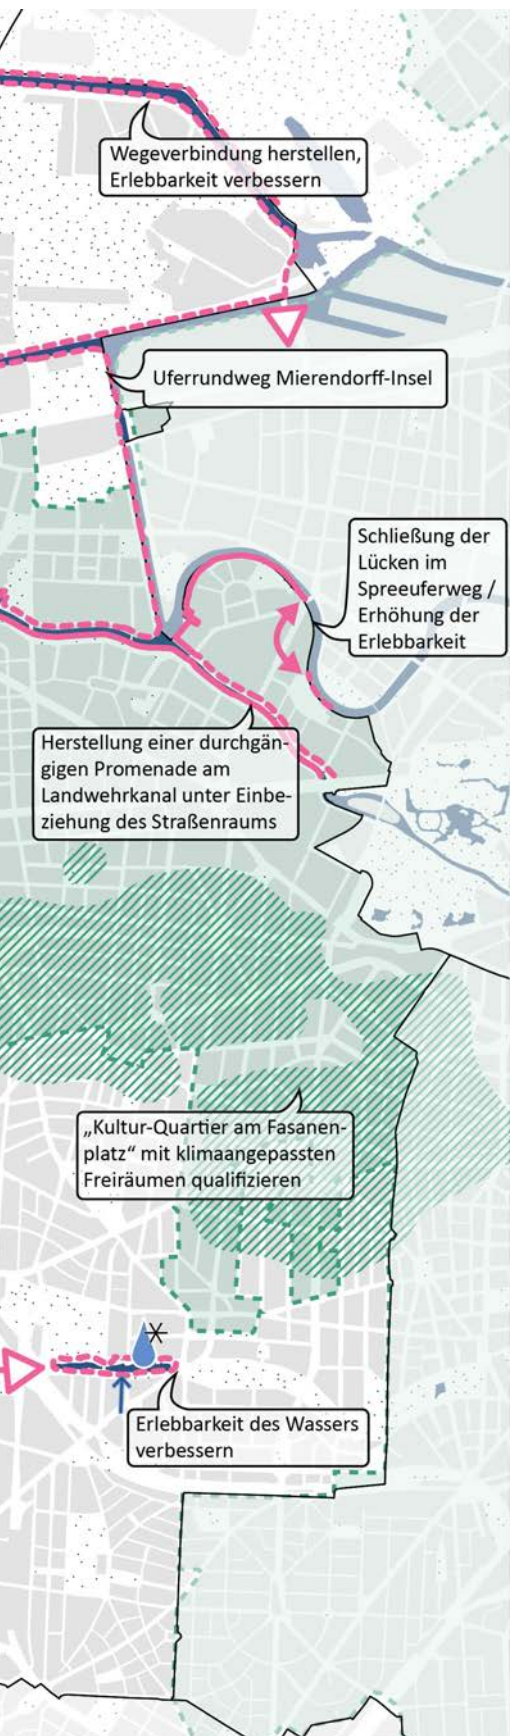 Wegeverbindung herstellen,
Erlebbarkeit verbessern
Uferrundweg Mierendorff-Insel
Schließung der
Lücken im
Spreeuferweg /
Erhöhung der
Erlebbarkeit
Herstellung einer durchgän-
gigen Promenade am
Landwehrkanal unter Einbe-
ziehung des Straßenraums
„Kultur-Quartier am Fasanen-
platz“ mit klimaangepassten
Freiräumen qualifizieren
Erlebbarkeit des Wassers
verbessern